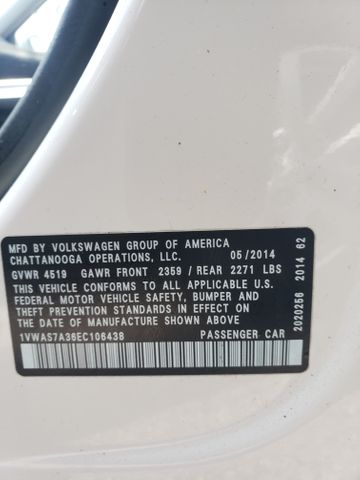 MFD BY VOLKSWAGEN GROUP OF AMERICA
CHATTANOOGA OPERATIONS, LLC. 05/2014
GVWR 4519 GAWR FRONT 2359 / REAR 2271 LBS
THIS VEHICLE CONFORMS TO ALL APPLICABLE U.S.
FEDERAL MOTOR VEHICLE SAFETY, BUMPER AND
THEFT PREVENTION STANDARDS IN EFFECT ON
THE DATE OF MANUFACTURE SHOWN ABOVE.
1VWAS7A36EC106438 PASSENGER CAR
2020256 2014 62